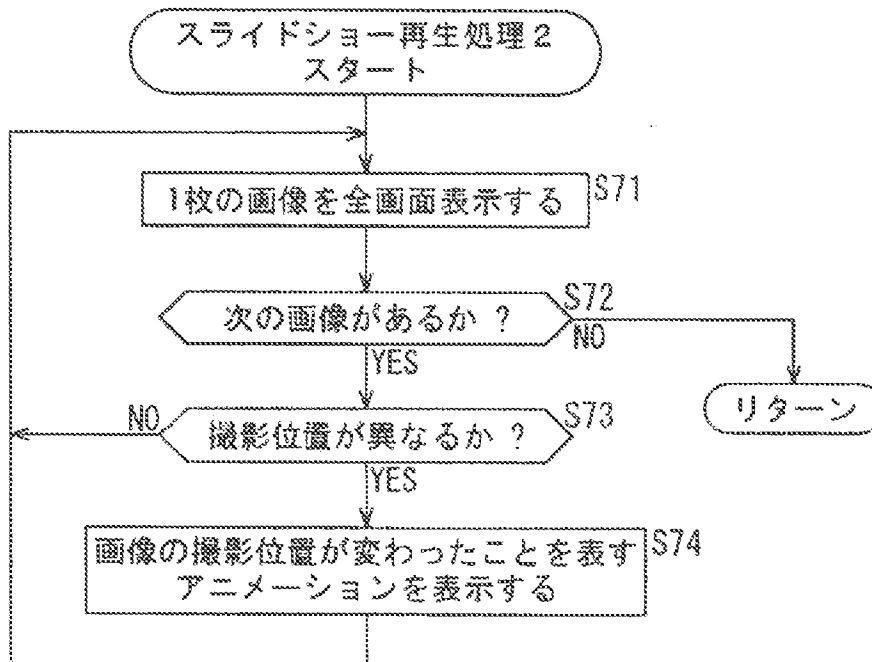 スライドショー再生処理2
スタート
1枚の画像を全画面表示する
S71
次の画像があるか ?
S72
NO
YES
リターン
NO
撮影位置が異なるか ?
S73
YES
画像の撮影位置が変わったことを表す
アニメーションを表示する
S74